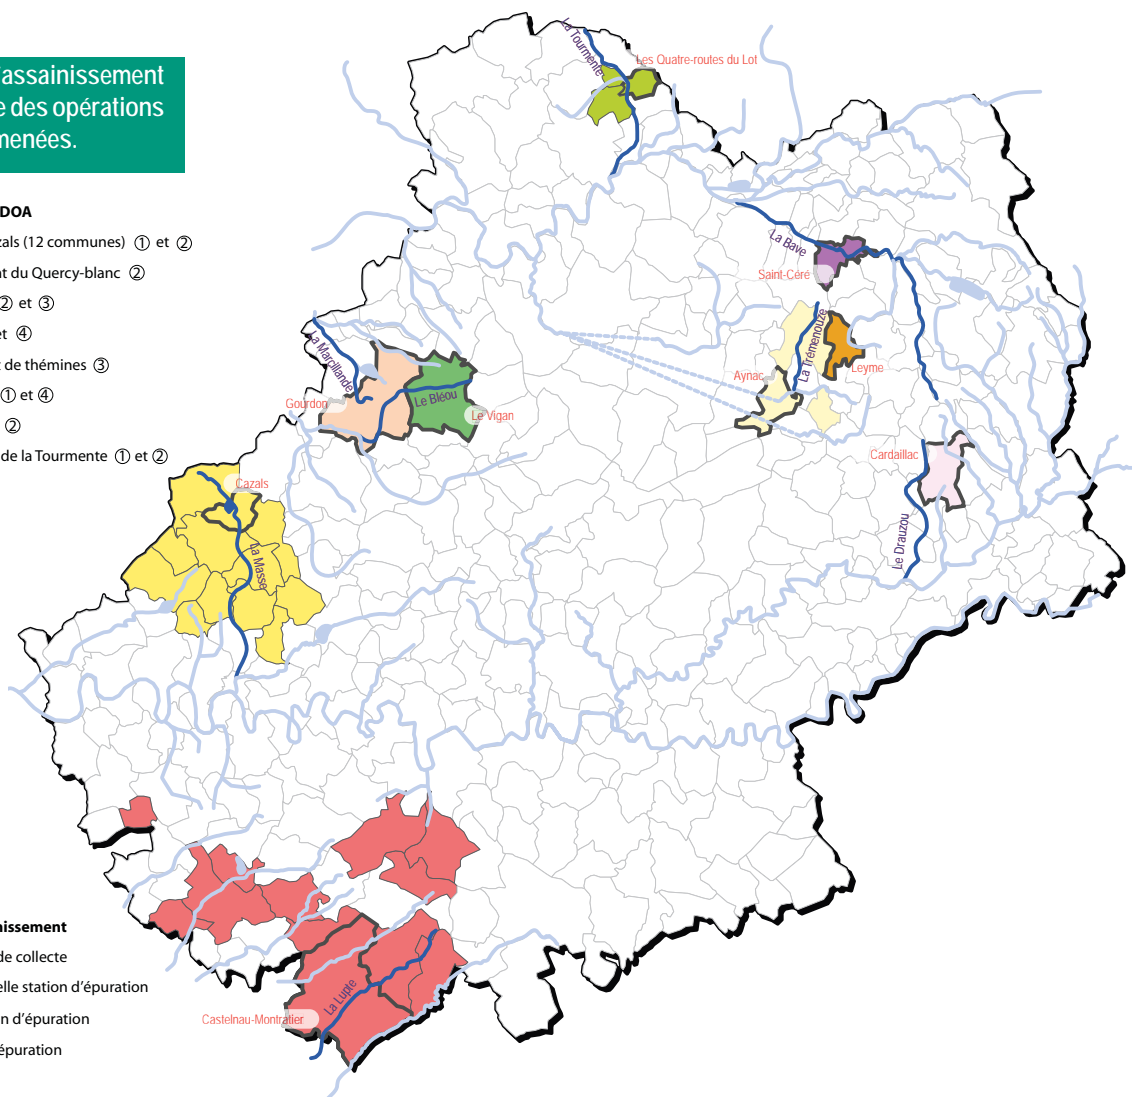 'assainissement
e des opérations
menées.
DOA
zals (12 communes) ① et ②
nt du Quercy-blanc ②
② et ③
et ④
t de thémines ③
① et ④
②
de la Tourmente ① et ②
La Tourmente
Les Quatre-routes du Lot
La Bave
Saint-Céré
La Marcillande
La Trémenouze
Leyme
Aynac
Gourdon
Le Bléou
Le Vigan
Cardaillac
Cazals
La Masse
Le Drauzou
nissement
de collecte
elle station d'épuration
n d'épuration
épuration
La Lupte
Castelnau-Montratier